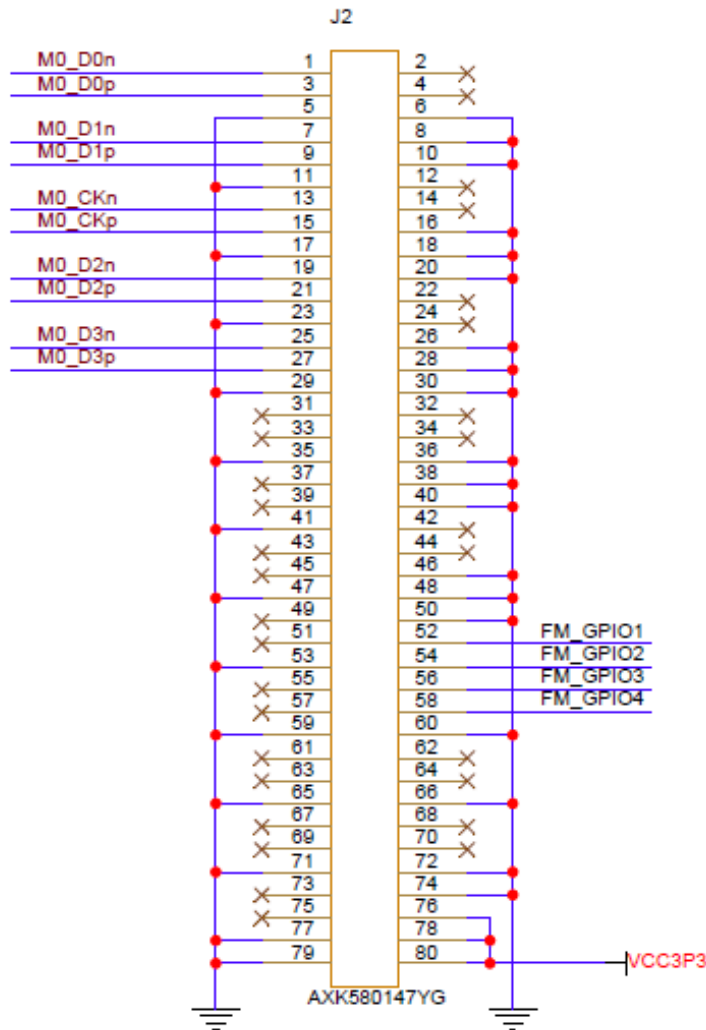 J2
M0_D0n 1 2
M0_D0p 3 4
5 6
M0_D1n 7 8
M0_D1p 9 10
11 12
M0_CKn 13 14
M0_CKp 15 16
17 18
M0_D2n 19 20
M0_D2p 21 22
23 24
M0_D3n 25 26
M0_D3p 27 28
29 30
31 32
33 34
35 36
37 38
39 40
41 42
43 44
45 46
47 48
49 50
51 52 FM_GPIO1
53 54 FM_GPIO2
55 56 FM_GPIO3
57 58 FM_GPIO4
59 60
61 62
63 64
65 66
67 68
69 70
71 72
73 74
75 76
77 78
79 80 VCC3P3
AXK580147YG